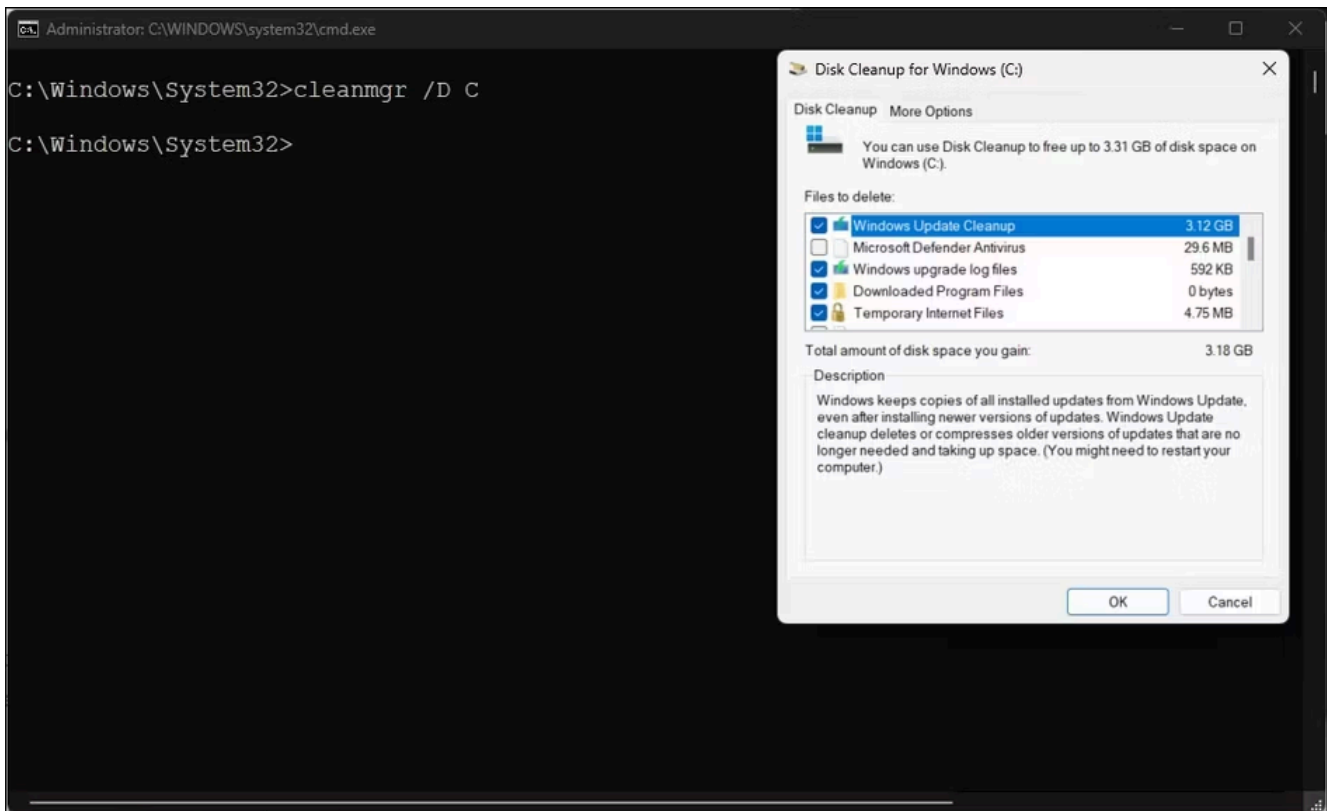 Administrator: C:\WINDOWS\system32\cmd.exe
C:\Windows\System32>cleanmgr /D C
C:\Windows\System32>
Disk Cleanup for Windows (C:)
Disk Cleanup More Options
You can use Disk Cleanup to free up to 3.31 GB of disk space on
Windows (C:).
Files to delete:
Windows Update Cleanup 3.12 GB
Microsoft Defender Antivirus 29.6 MB
Windows upgrade log files 592 KB
Downloaded Program Files 0 bytes
Temporary Internet Files 4.75 MB
Total amount of disk space you gain: 3.18 GB
Description
Windows keeps copies of all installed updates from Windows Update,
even after installing newer versions of updates. Windows Update
cleanup deletes or compresses older versions of updates that are no
longer needed and taking up space. (You might need to restart your
computer.)
OK Cancel